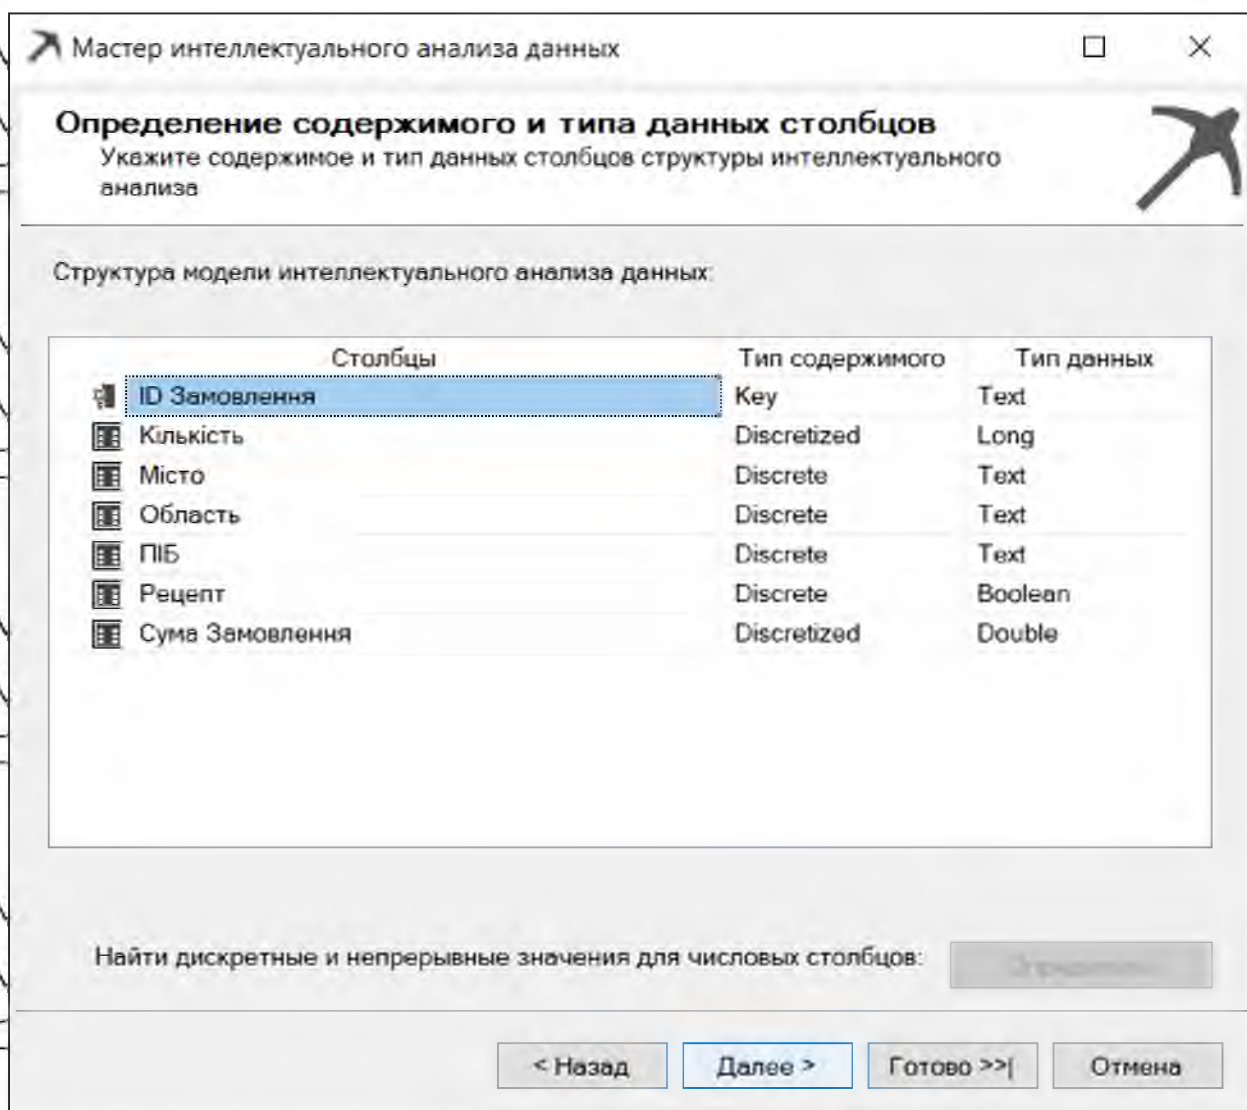 Мастер интеллектуального анализа данных
Определение содержимого и типа данных столбцов
Укажите содержимое и тип данных столбцов структуры интеллектуального
анализа
Структура модели интеллектуального анализа данных:
Столбцы Тип содержимого Тип данных
ID Замовлення Key Text
Кількість Discretized Long
Місто Discrete Text
Область Discrete Text
ПІБ Discrete Text
Рецепт Discrete Boolean
Сума Замовлення Discretized Double
Найти дискретные и непрерывные значения для числовых столбцов:
< Назад Далее > Готово >>| Отмена